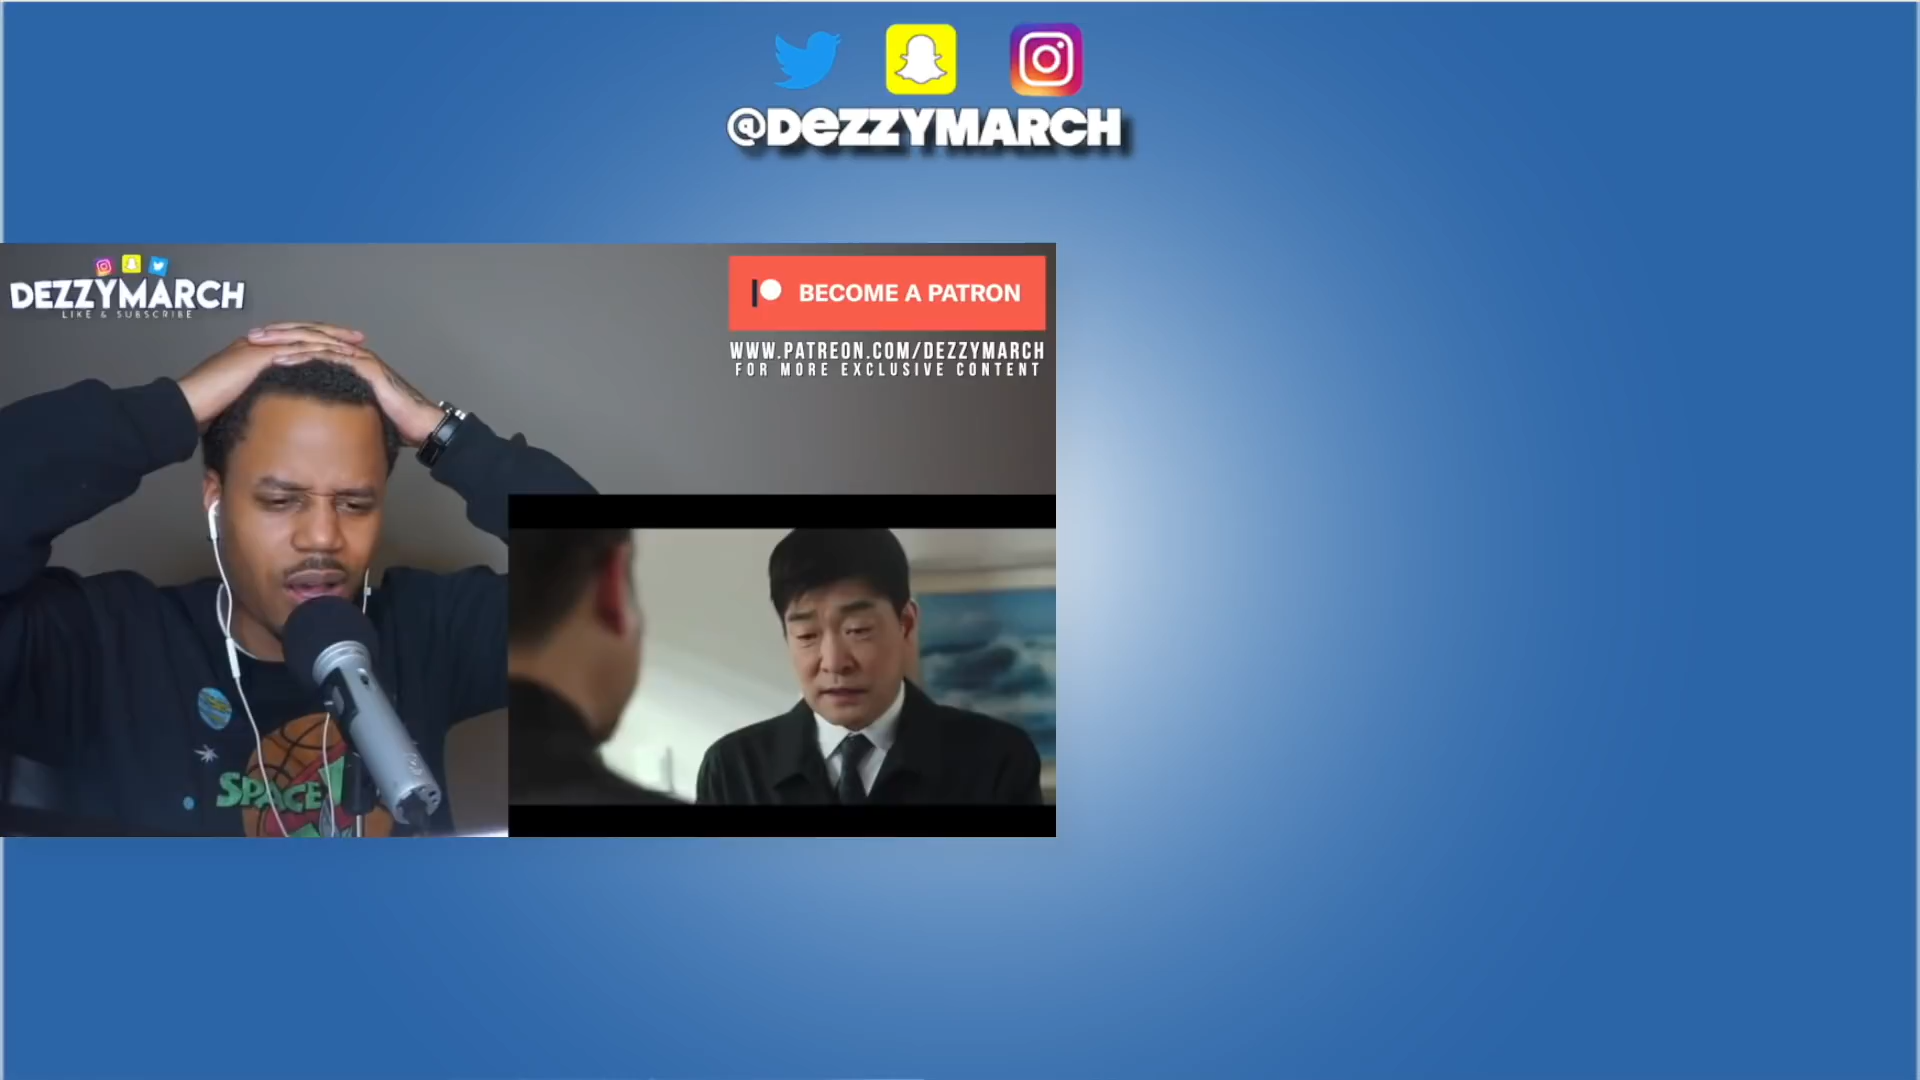 @DEZZYMARCH
DEZZYMARCH
LIKE & SUBSCRIBE
BECOME A PATRON
WWW.PATREON.COM/DEZZYMARCH
FOR MORE EXCLUSIVE CONTENT
SPACE